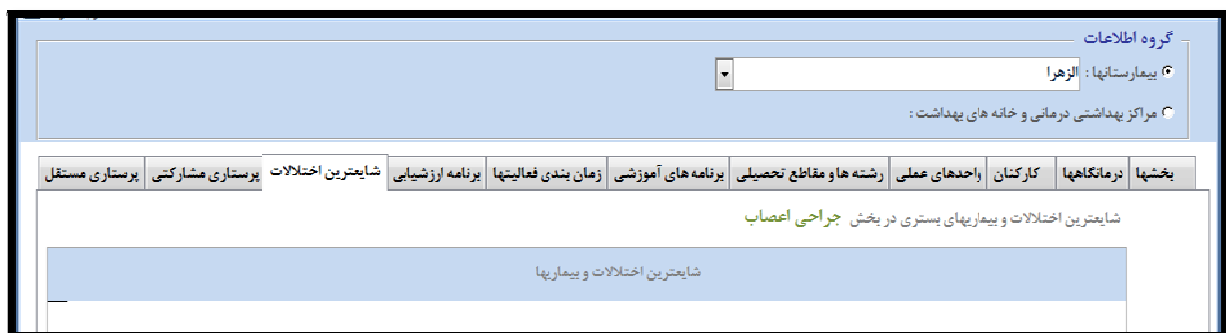 گروه اطلاعات
بیمارستانها : الزهرا
مراکز بهداشتی درمانی و خانه های بهداشت :
بخشها درمانگاهها کارکنان واحدهای عملی رشته ها و مقاطع تحصیلی برنامه های آموزشی زمان بندی فعالیتها برنامه ارزشیابی شایعترین اختلالات پرستاری مشارکتی پرستاری مستقل
شایعترین اختلالات و بیماریهای بستری در بخش جراحی اعصاب
شایعترین اختلالات و بیماریها